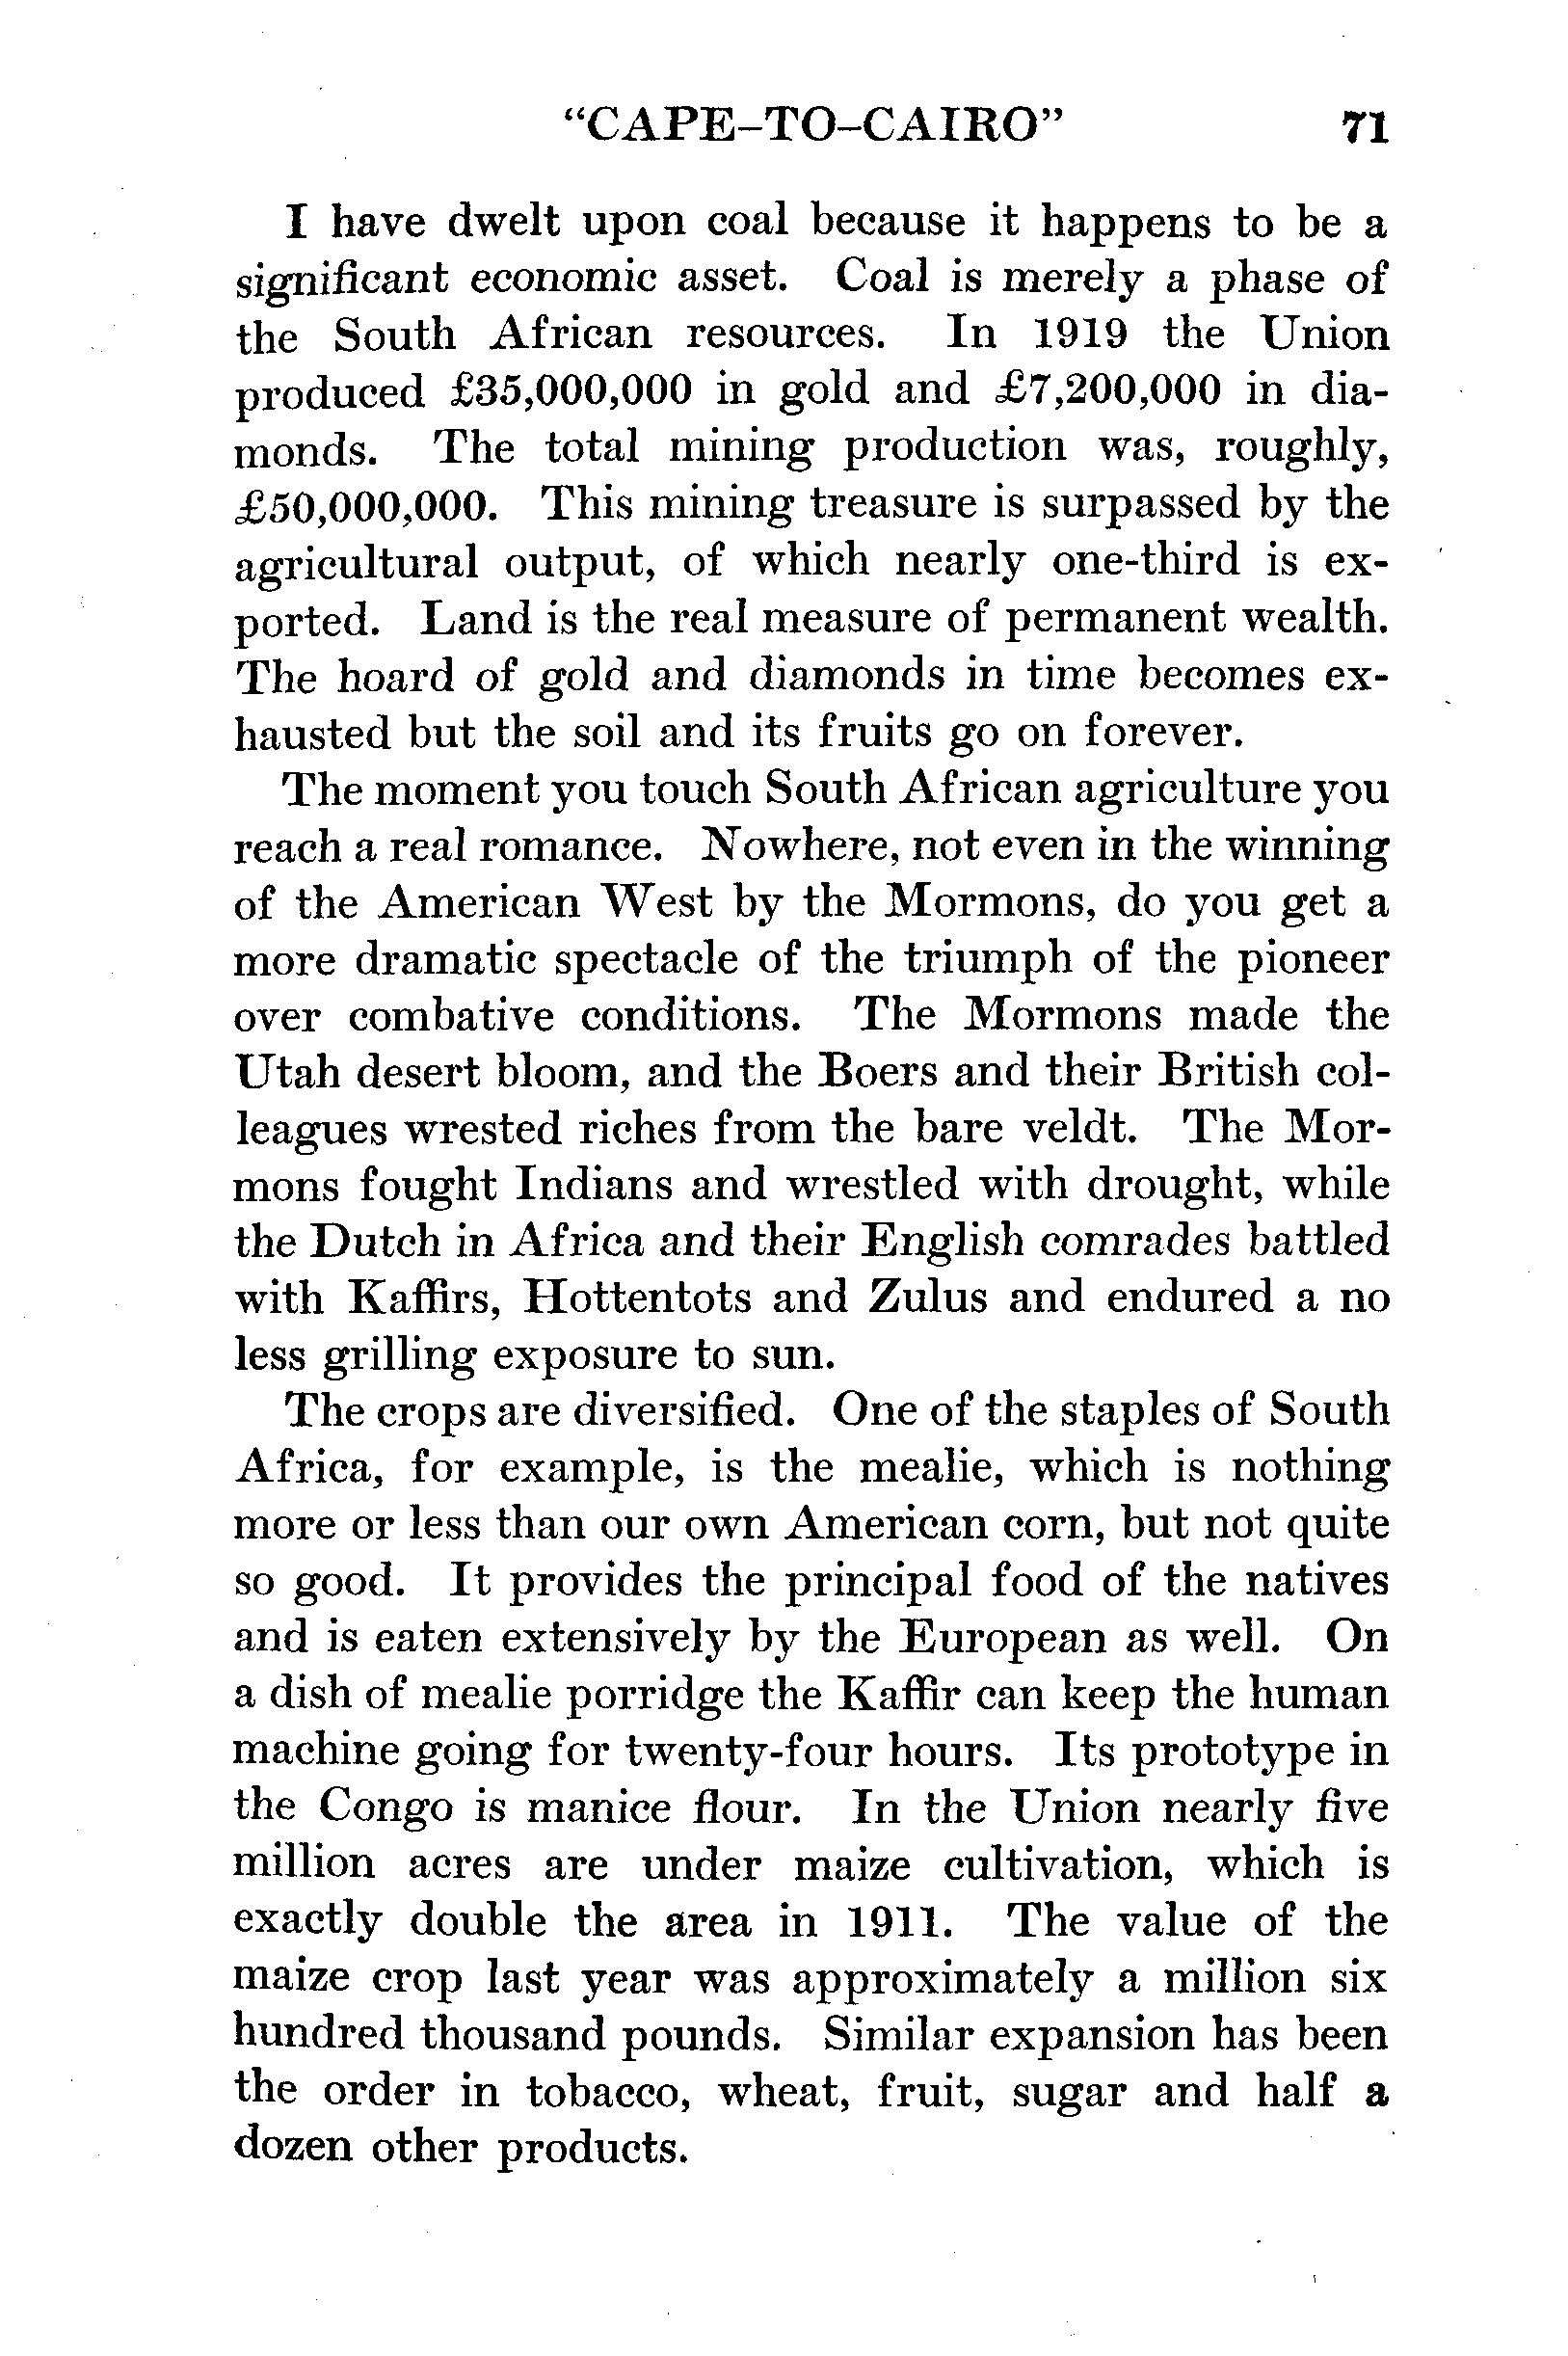 "CAPE-TO-CAIRO" 71
I have dwelt upon coal because it happens to be a
significant economic asset. Coal is merely a phase of
the South African resources. In 1919 the Union
produced £35,000,000 in gold and £7,200,000 in dia-
monds. The total mining production was, roughly,
£50,000,000. This mining treasure is surpassed by the
agricultural output, of which nearly one-third is ex-
ported. Land is the real measure of permanent wealth.
The hoard of gold and diamonds in time becomes ex-
hausted but the soil and its fruits go on forever.
The moment you touch South African agriculture you
reach a real romance. Nowhere, not even in the winning
of the American West by the Mormons, do you get a
more dramatic spectacle of the triumph of the pioneer
over combative conditions. The Mormons made the
Utah desert bloom, and the Boers and their British col-
leagues wrested riches from the bare veldt. The Mor-
mons fought Indians and wrestled with drought, while
the Dutch in Africa and their English comrades battled
with Kaffirs, Hottentots and Zulus and endured a no
less grilling exposure to sun.
The crops are diversified. One of the staples of South
Africa, for example, is the mealie, which is nothing
more or less than our own American corn, but not quite
so good. It provides the principal food of the natives
and is eaten extensively by the European as well. On
a dish of mealie porridge the Kaffir can keep the human
machine going for twenty-four hours. Its prototype in
the Congo is manice flour. In the Union nearly five
million acres are under maize cultivation, which is
exactly double the area in 1911. The value of the
maize crop last year was approximately a million six
hundred thousand pounds. Similar expansion has been
the order in tobacco, wheat, fruit, sugar and half a
dozen other products.